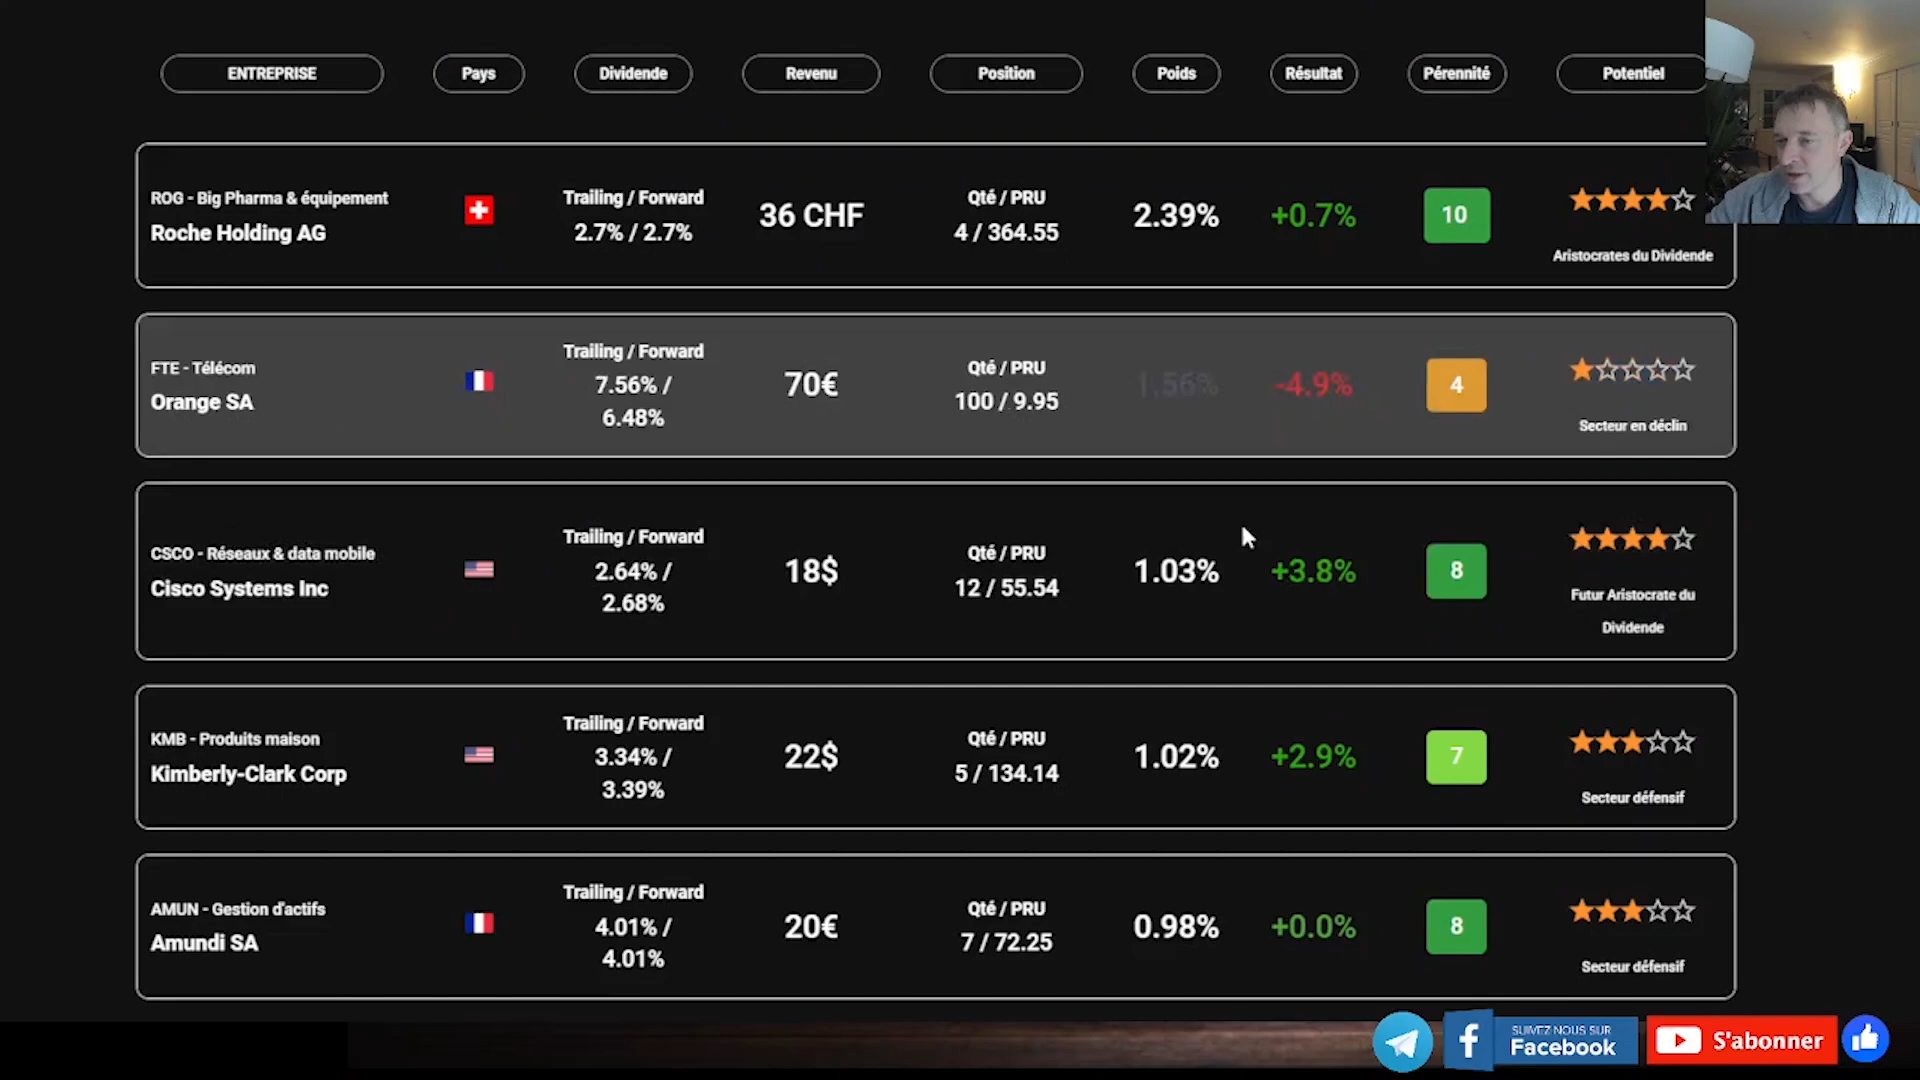 ENTREPRISE Pays Dividende Revenu Position Poids Résultat Pérennité Potentiel
ROG - Big Pharma & équipement
Roche Holding AG
Trailing / Forward
2.7% / 2.7%
36 CHF
Qté / PRU
4 / 364.55
2.39%
+0.7%
10
Aristocrates du Dividende
FTE - Télécom
Orange SA
Trailing / Forward
7.56% /
6.48%
70€
Qté / PRU
100 / 9.95
1.56%
-4.9%
4
Secteur en déclin
CSCO - Réseaux & data mobile
Cisco Systems Inc
Trailing / Forward
2.64% /
2.68%
18$
Qté / PRU
12 / 55.54
1.03%
+3.8%
8
Futur Aristocrate du
Dividende
KMB - Produits maison
Kimberly-Clark Corp
Trailing / Forward
3.34% /
3.39%
22$
Qté / PRU
5 / 134.14
1.02%
+2.9%
7
Secteur défensif
AMUN - Gestion d'actifs
Amundi SA
Trailing / Forward
4.01% /
4.01%
20€
Qté / PRU
7 / 72.25
0.98%
+0.0%
8
Secteur défensif
SUIVEZ-NOUS SUR
Facebook
S'abonner